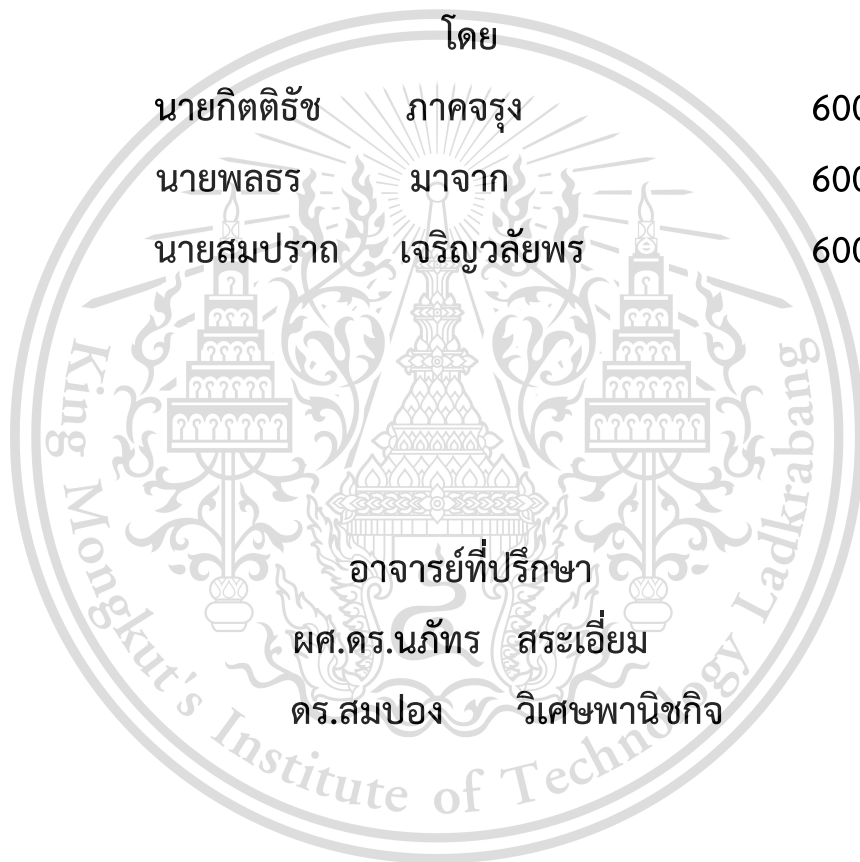 โดย
นายกิตติธัช ภาคจรุง 600
นายพลธร มาจาก 600
นายสมปราถ เจริญวลัยพร 600
อาจารย์ที่ปรึกษา
ผศ.ดร.นภัทร สระเอี่ยม
ดร.สมปอง วิเศษพานิชกิจ
King Mongkut's Institute of Technology Ladkrabang